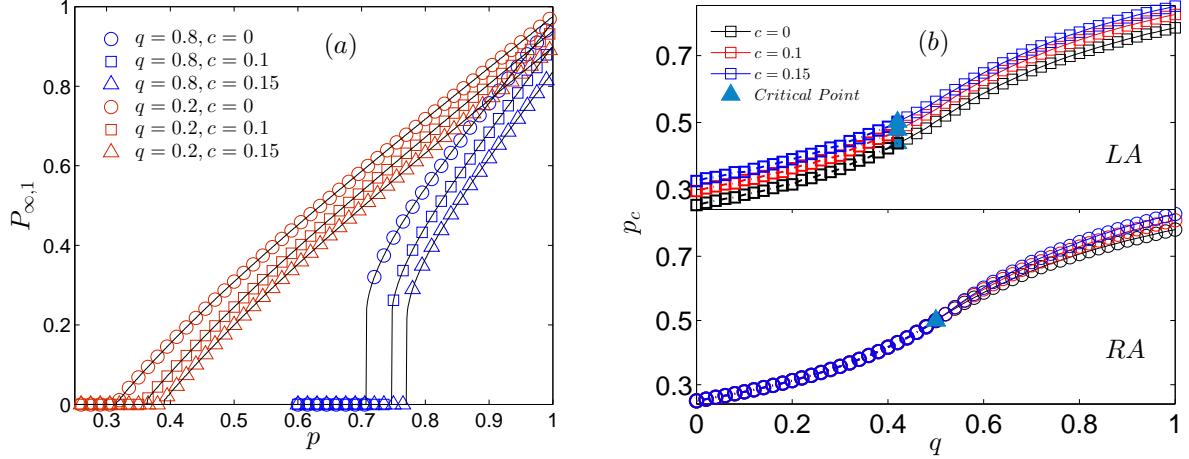 (a)
q = 0.8, c = 0
q = 0.8, c = 0.1
q = 0.8, c = 0.15
q = 0.2, c = 0
q = 0.2, c = 0.1
q = 0.2, c = 0.15
P∞,1
1
0.8
0.6
0.4
0.2
0
0.3 0.4 0.5 0.6 0.7 0.8 0.9 1
p
(b)
c = 0
c = 0.1
c = 0.15
Critical Point
LA
0.7
0.5
0.3
pc
RA
0.7
0.5
0.3
0 0.2 0.4 0.6 0.8 1
q